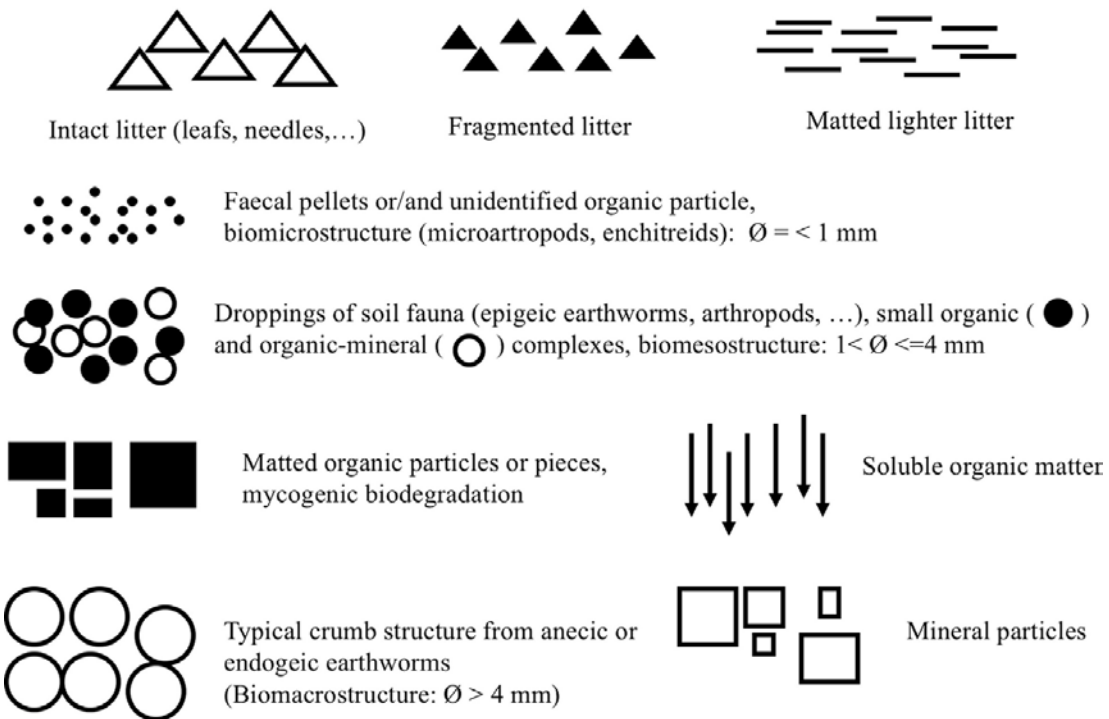 Intact litter (leafs, needles,…)
Fragmented litter
Matted lighter litter
Faecal pellets or/and unidentified organic particle,
biomicrostructure (microartropods, enchitreids): Ø = < 1 mm
Droppings of soil fauna (epigeic earthworms, arthropods, …), small organic ( )
and organic-mineral ( ) complexes, biomesostructure: 1< Ø <=4 mm
Matted organic particles or pieces,
mycogenic biodegradation
Soluble organic matter
Typical crumb structure from anecic or
endogeic earthworms
(Biomacrostructure: Ø > 4 mm)
Mineral particles